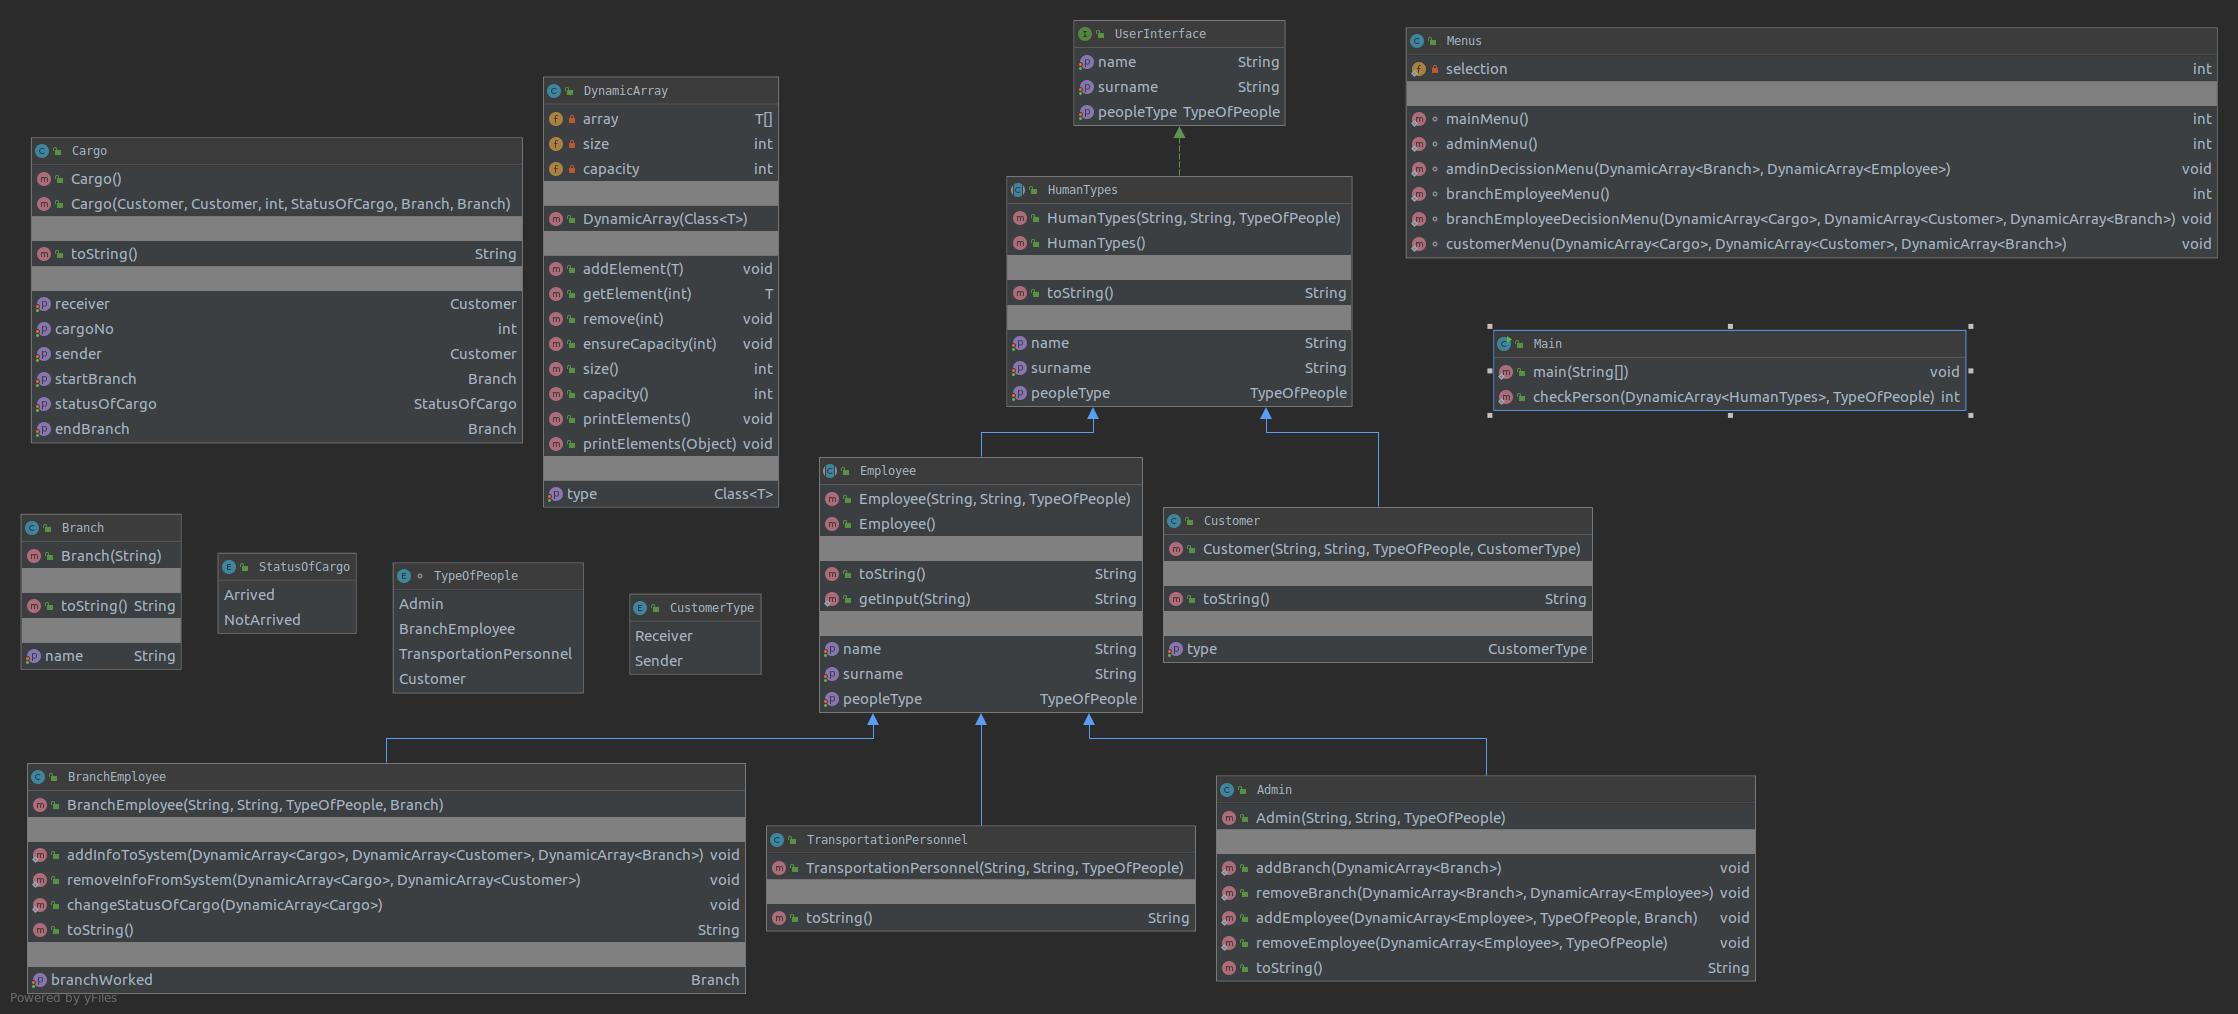 UserInterface
name String
surname String
peopleType TypeOfPeople
Menus
selection int
mainMenu() int
adminMenu() int
amdinDecissionMenu(DynamicArray<Branch>, DynamicArray<Employee>) void
branchEmployeeMenu() int
branchEmployeeDecisionMenu(DynamicArray<Cargo>, DynamicArray<Customer>, DynamicArray<Branch>) void
customerMenu(DynamicArray<Cargo>, DynamicArray<Customer>, DynamicArray<Branch>) void
DynamicArray
array T[]
size int
capacity int
DynamicArray(Class<T>)
addElement(T) void
getElement(int) T
remove(int) void
ensureCapacity(int) void
size() int
capacity() int
printElements() void
printElements(Object) void
type Class<T>
Cargo
Cargo()
Cargo(Customer, Customer, int, StatusOfCargo, Branch, Branch)
toString() String
receiver Customer
cargoNo int
sender Customer
startBranch Branch
statusOfCargo StatusOfCargo
endBranch Branch
HumanTypes
HumanTypes(String, String, TypeOfPeople)
HumanTypes()
toString() String
name String
surname String
peopleType TypeOfPeople
Main
main(String[]) void
checkPerson(DynamicArray<HumanTypes>, TypeOfPeople) int
Employee
Employee(String, String, TypeOfPeople)
Employee()
toString() String
getInput(String) String
name String
surname String
peopleType TypeOfPeople
Customer
Customer(String, String, TypeOfPeople, CustomerType)
toString() String
type CustomerType
Branch
Branch(String)
toString() String
name String
StatusOfCargo
Arrived
NotArrived
TypeOfPeople
Admin
BranchEmployee
TransportationPersonnel
Customer
CustomerType
Receiver
Sender
BranchEmployee
BranchEmployee(String, String, TypeOfPeople, Branch)
addInfoToSystem(DynamicArray<Cargo>, DynamicArray<Customer>, DynamicArray<Branch>) void
removeInfoFromSystem(DynamicArray<Cargo>, DynamicArray<Customer>) void
changeStatusOfCargo(DynamicArray<Cargo>) void
toString() String
branchWorked Branch
TransportationPersonnel
TransportationPersonnel(String, String, TypeOfPeople)
toString() String
Admin
Admin(String, String, TypeOfPeople)
addBranch(DynamicArray<Branch>) void
removeBranch(DynamicArray<Branch>, DynamicArray<Employee>) void
addEmployee(DynamicArray<Employee>, TypeOfPeople, Branch) void
removeEmployee(DynamicArray<Employee>, TypeOfPeople) void
toString() String
Powered by yFiles